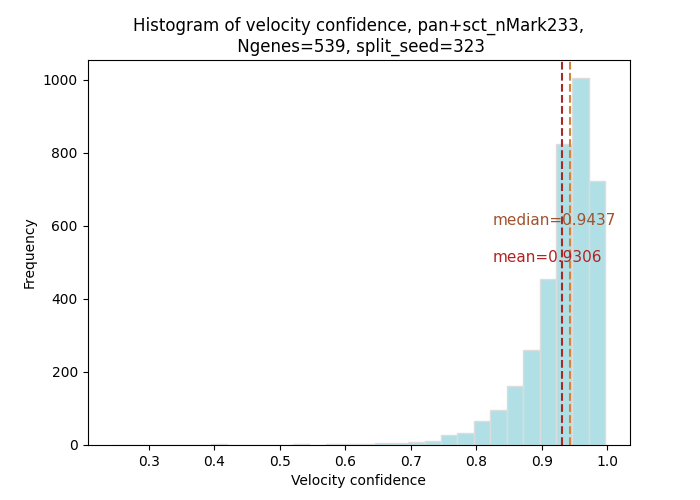 Histogram of velocity confidence, pan+sct_nMark233,
Ngenes=539, split_seed=323
1000
800
600
400
200
0
Frequency
median=0.9437
mean=0.9306
0.3 0.4 0.5 0.6 0.7 0.8 0.9 1.0
Velocity confidence